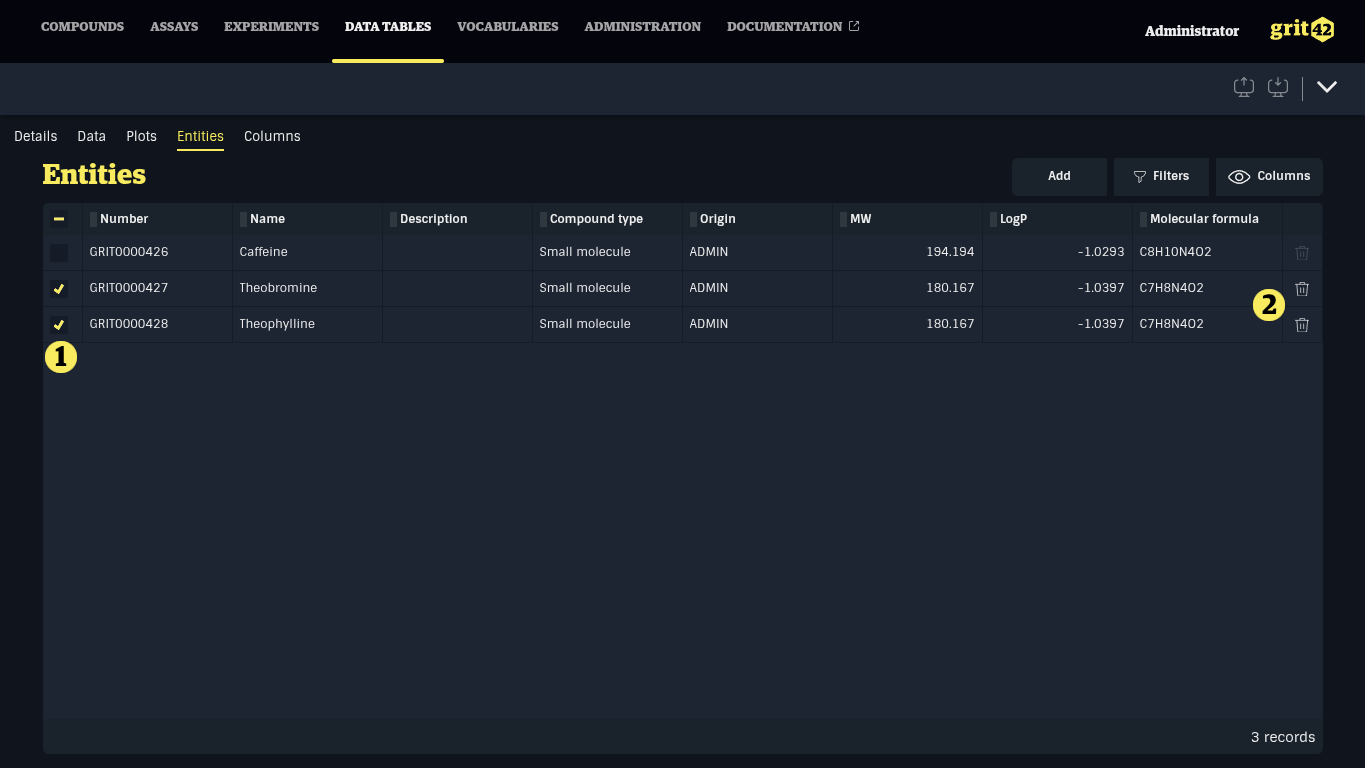 COMPOUNDS ASSAYS EXPERIMENTS DATA TABLES VOCABULARIES ADMINISTRATION DOCUMENTATION Administrator grit42
Details Data Plots Entities Columns
Entities Add Filters Columns
Number Name Description Compound type Origin MW LogP Molecular formula
GRIT0000426 Caffeine Small molecule ADMIN 194.194 -1.0293 C8H10N4O2
GRIT0000427 Theobromine Small molecule ADMIN 180.167 -1.0397 C7H8N4O2
2
GRIT0000428 Theophylline Small molecule ADMIN 180.167 -1.0397 C7H8N4O2
1
3 records